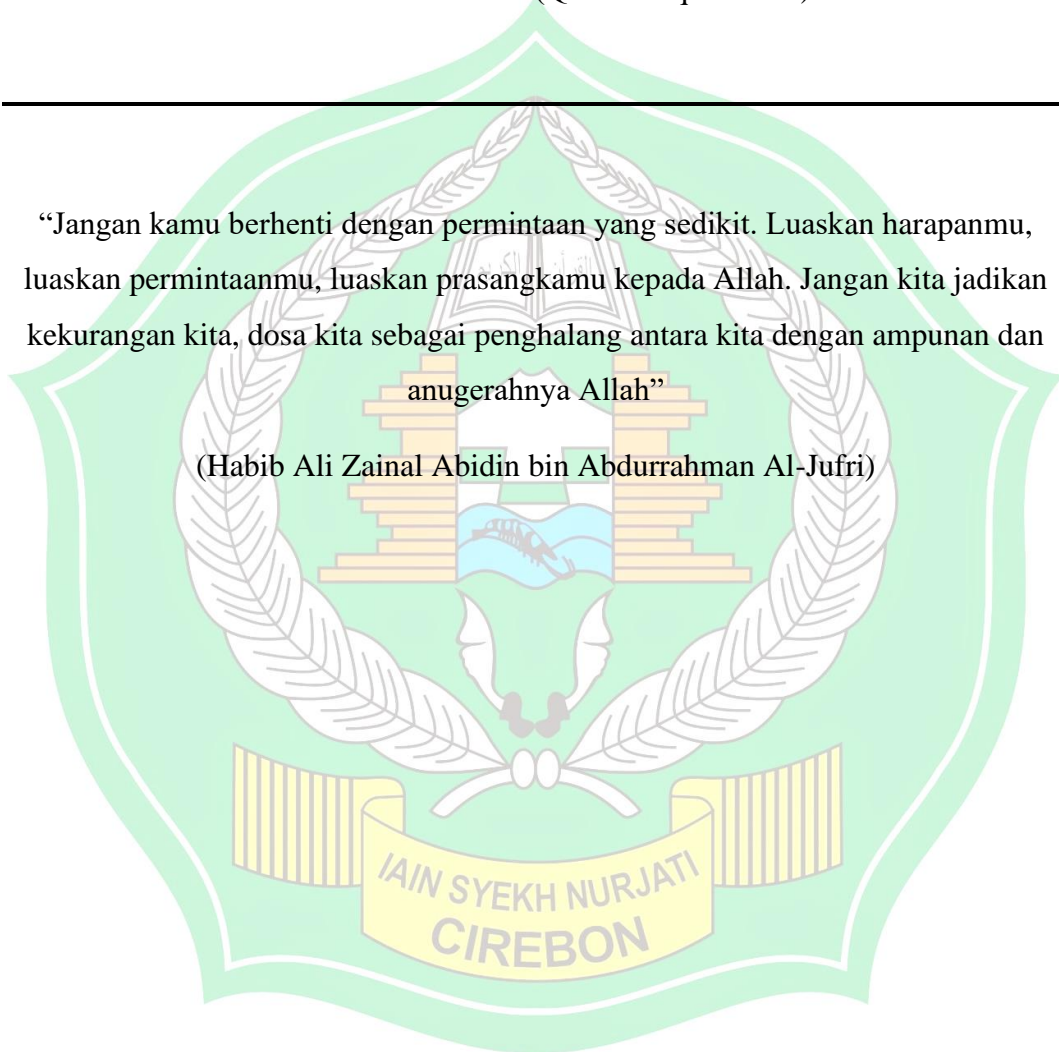 “Jangan kamu berhenti dengan permintaan yang sedikit. Luaskan harapanmu,
luaskan permintaanmu, luaskan prasangkamu kepada Allah. Jangan kita jadikan
kekurangan kita, dosa kita sebagai penghalang antara kita dengan ampunan dan
anugerahnya Allah”
(Habib Ali Zainal Abidin bin Abdurrahman Al-Jufri)
IAIN SYEKH NURJATI
CIREBON